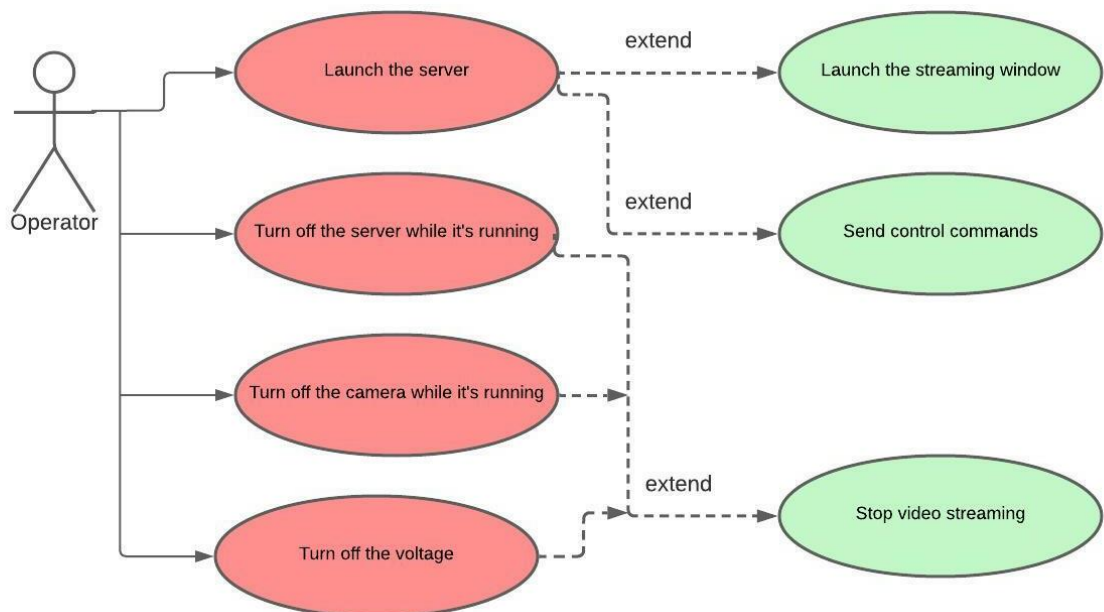 extend
Launch the server
Launch the streaming window
extend
Operator
Turn off the server while it's running
Send control commands
Turn off the camera while it's running
extend
Stop video streaming
Turn off the voltage